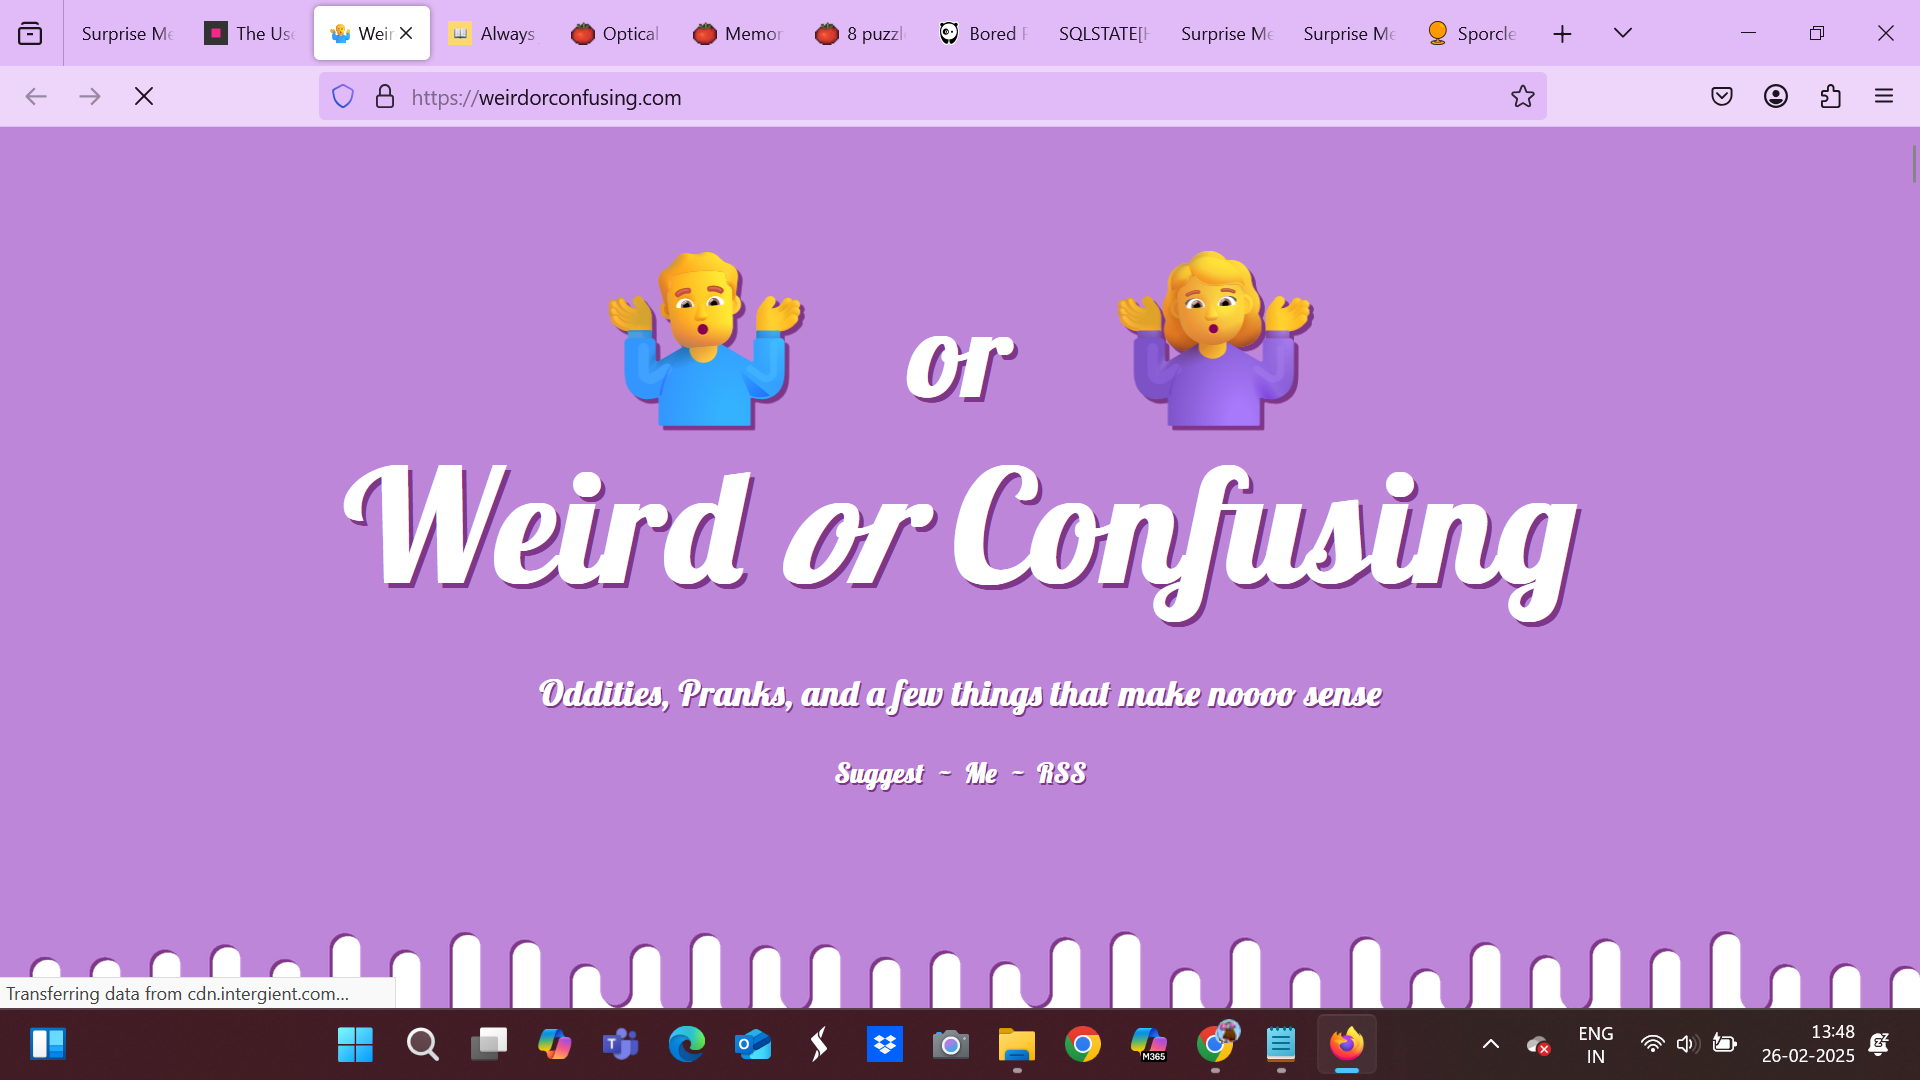 Surprise Me
The Use
Weir
Always
Optical
Memor
8 puzzl
Bored P
SQLSTATE[H
Surprise Me
Surprise Me
Sporcle
https://weirdorconfusing.com
or
Weird or Confusing
Oddities, Pranks, and a few things that make noooo sense
Suggest ~ Me ~ RSS
Transferring data from cdn.intergient.com...
M365
ENG
IN
13:48
26-02-2025